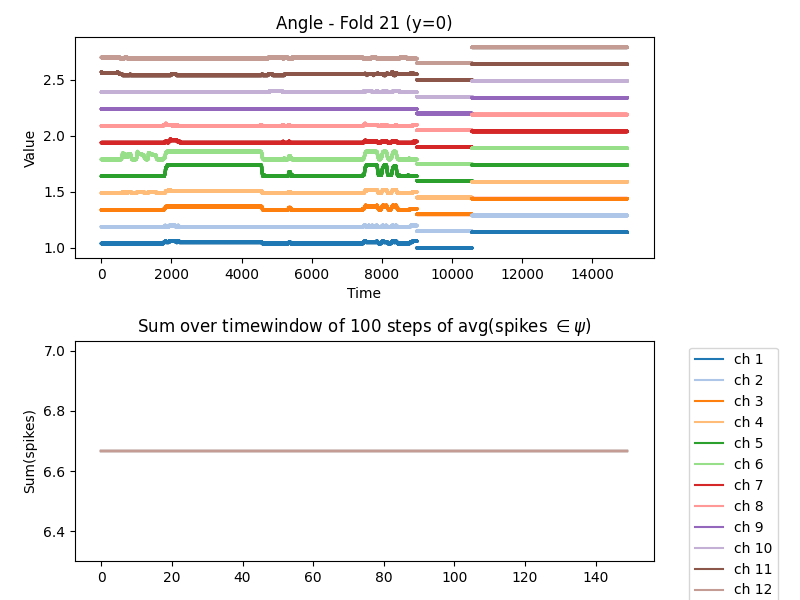 Angle - Fold 21 (y=0)
Value
2.5
2.0
1.5
1.0
0 2000 4000 6000 8000 10000 12000 14000
Time
Sum over timewindow of 100 steps of avg(spikes ∈ ψ)
Sum(spikes)
7.0
6.8
6.6
6.4
0 20 40 60 80 100 120 140
ch 1
ch 2
ch 3
ch 4
ch 5
ch 6
ch 7
ch 8
ch 9
ch 10
ch 11
ch 12